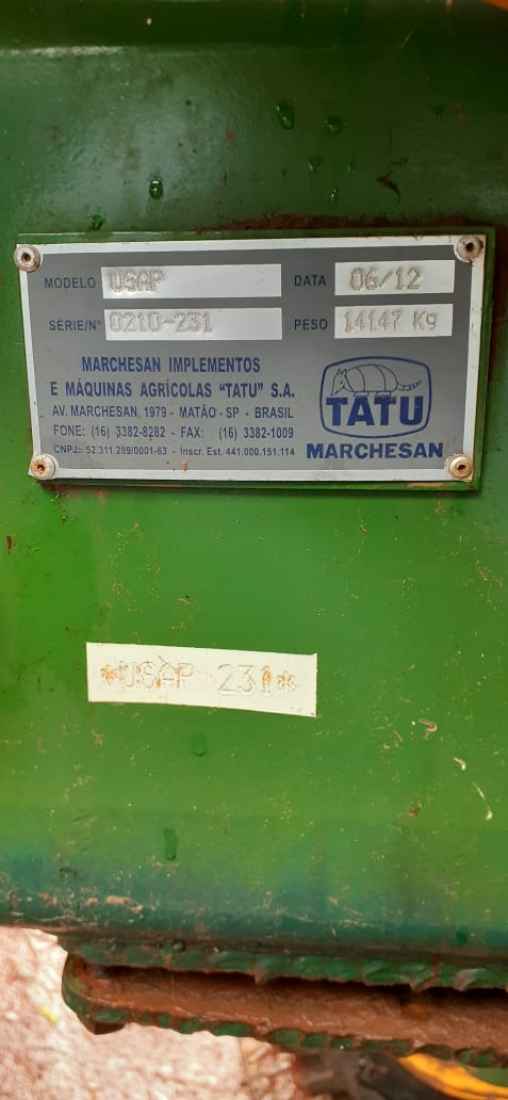 MODELO USAP DATA 06/12
SÉRIE/Nº 0210-231 PESO 14147 Kg
MARCHESAN IMPLEMENTOS
E MÁQUINAS AGRÍCOLAS "TATU" S.A.
AV. MARCHESAN, 1979 - MATÃO - SP - BRASIL
FONE: (16) 3382-8282 - FAX: (16) 3382-1009
CNPJ: 52.311.289/0001-63 - Inscr. Est. 441.000.151.114
TATU
MARCHESAN
*USAP 231*